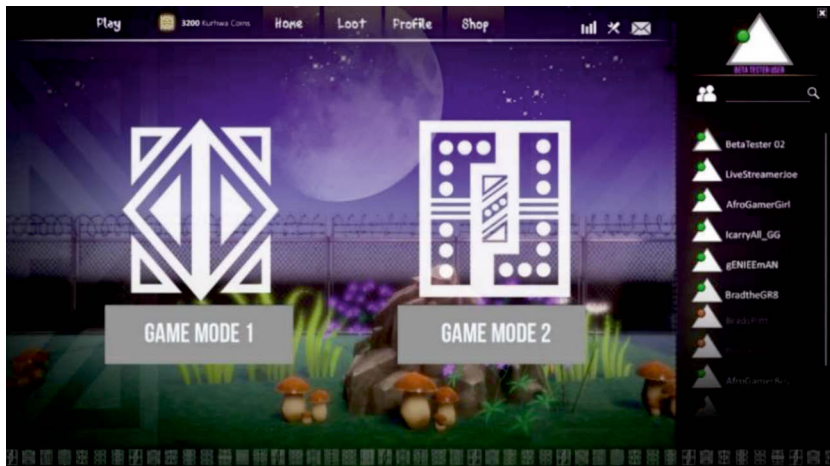 Play
3200 Kurhwa Coins
Home
Loot
Profile
Shop
BETA TESTER USER
BetaTester 02
LiveStreamerJoe
AfroGamerGirl
IcarryAll_GG
gENIEEmAN
BradtheGR8
AfroGamerBoy
GAME MODE 1
GAME MODE 2